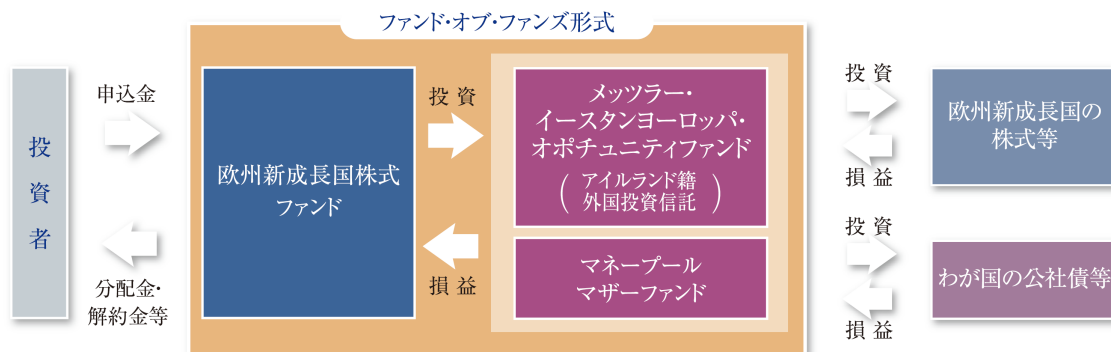 ファンド・オブ・ファンズ形式
投資者
申込金
分配金・
解約金等
欧州新成長国株式
ファンド
投資
損益
メッツラー・
イースタンヨーロッパ・
オポチュニティファンド
(アイルランド籍
外国投資信託)
マネープール
マザーファンド
投資
損益
欧州新成長国の
株式等
投資
損益
わが国の公社債等